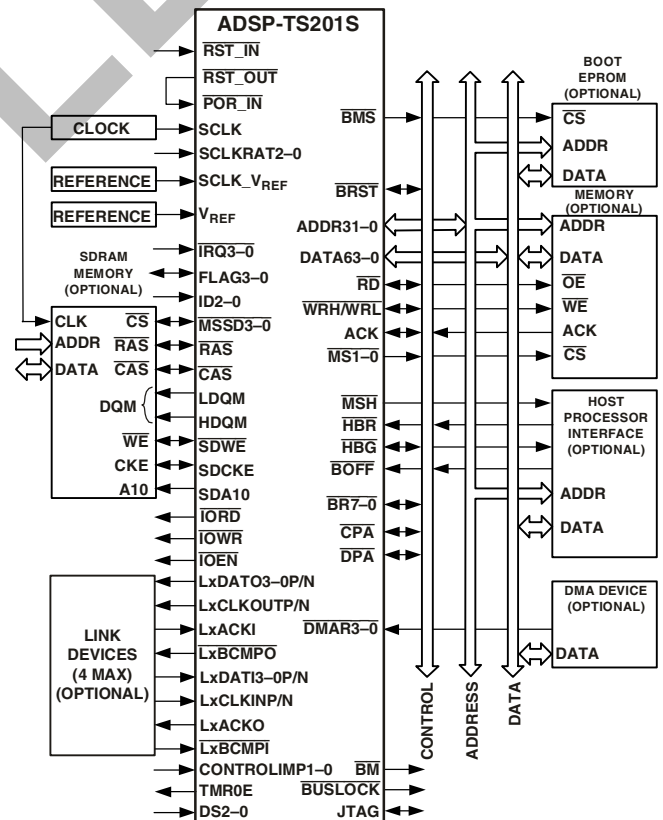 ADSP-TS201S
RST_IN
RST_OUT
POR_IN
CLOCK
SCLK
SCLKRAT2–0
REFERENCE
SCLK_VREF
REFERENCE
VREF
IRQ3–0
SDRAM
MEMORY
(OPTIONAL)
FLAG3–0
ID2–0
CLK
CS
MSSD3–0
ADDR
RAS
RAS
DATA
CAS
CAS
DQM
LDQM
HDQM
WE
SDWE
CKE
SDCKE
A10
SDA10
IORD
IOWR
IOEN
LINK
DEVICES
(4 MAX)
(OPTIONAL)
LxDATO3–0P/N
LxCLKOUTP/N
LxACKI
LxBCMPO
LxDATI3–0P/N
LxCLKINP/N
LxACKO
LxBCMPI
CONTROLIMP1–0
TMR0E
DS2–0
BMS
BRST
ADDR31–0
DATA63–0
RD
WRH/WRL
ACK
MS1–0
MSH
HBR
HBG
BOFF
BR7–0
CPA
DPA
DMAR3–0
BM
BUSLOCK
JTAG
CONTROL
ADDRESS
DATA
BOOT
EPROM
(OPTIONAL)
CS
ADDR
DATA
MEMORY
(OPTIONAL)
ADDR
DATA
OE
WE
ACK
CS
HOST
PROCESSOR
INTERFACE
(OPTIONAL)
ADDR
DATA
DMA DEVICE
(OPTIONAL)
DATA